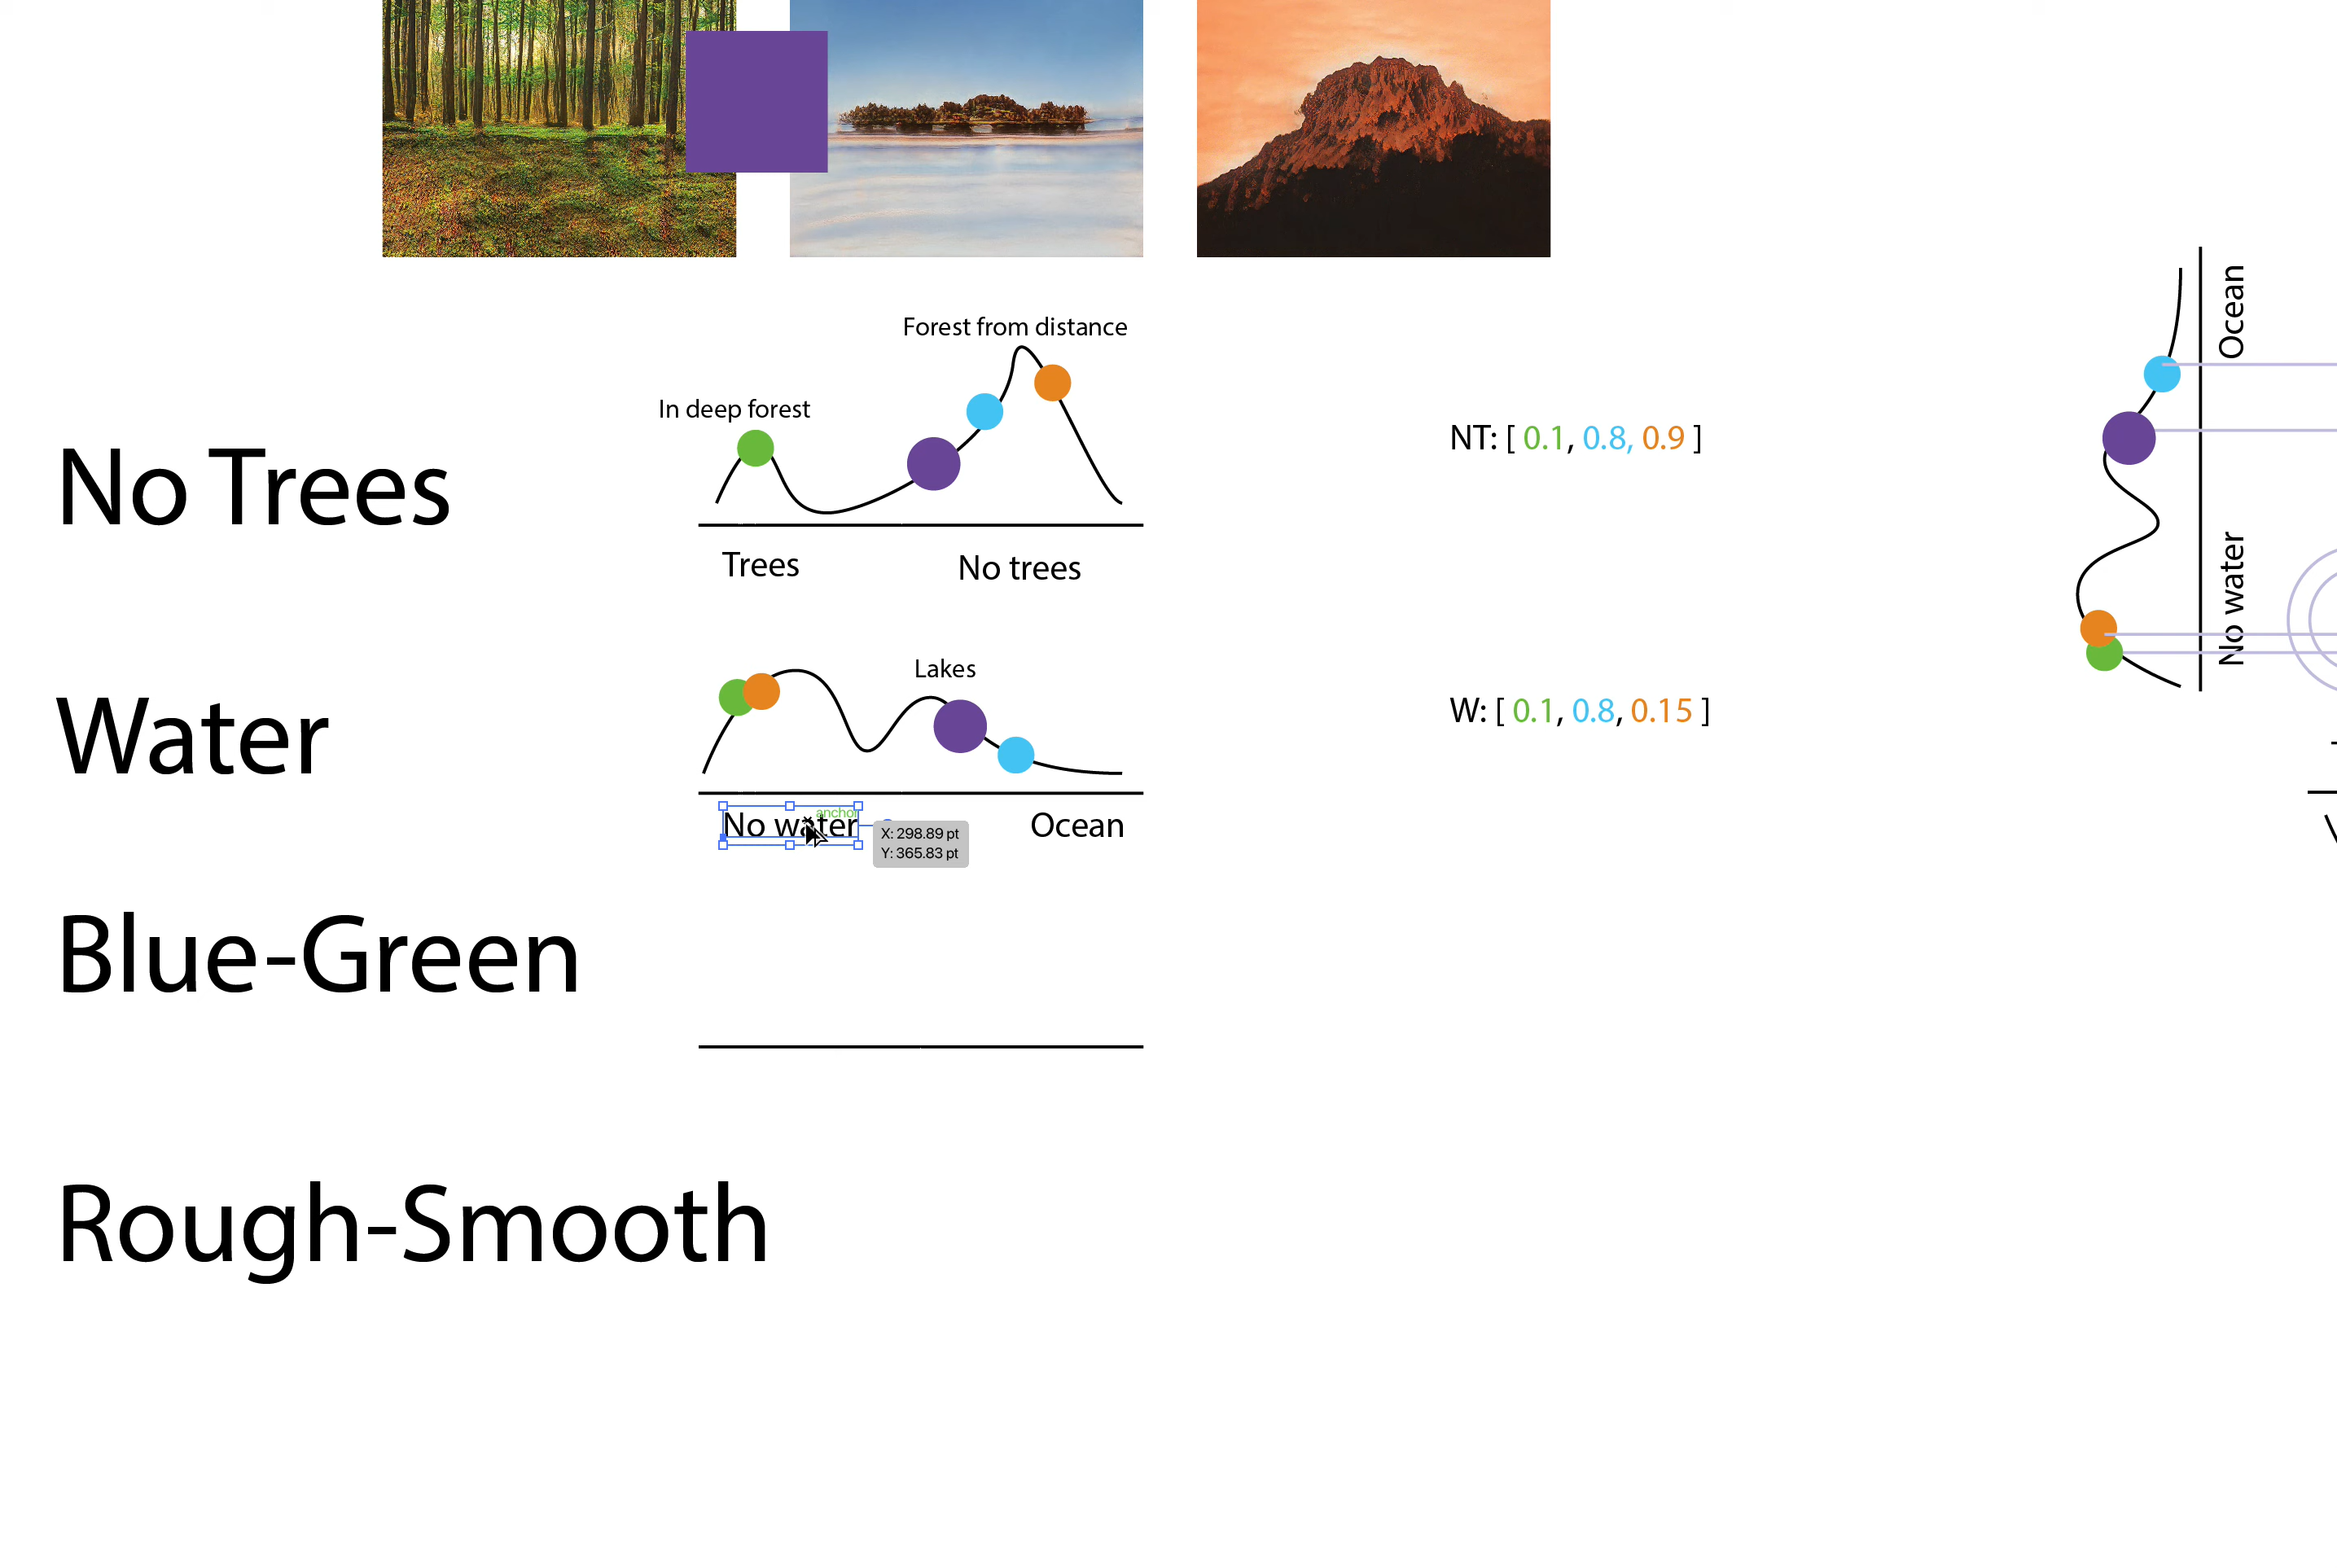 Forest from distance
In deep forest
No Trees
NT: [ 0.1, 0.8, 0.9 ]
Trees
No trees
Ocean
No water
Lakes
Water
W: [ 0.1, 0.8, 0.15 ]
anchor
No water
Ocean
X: 298.89 pt
Y: 365.83 pt
Blue-Green
Rough-Smooth